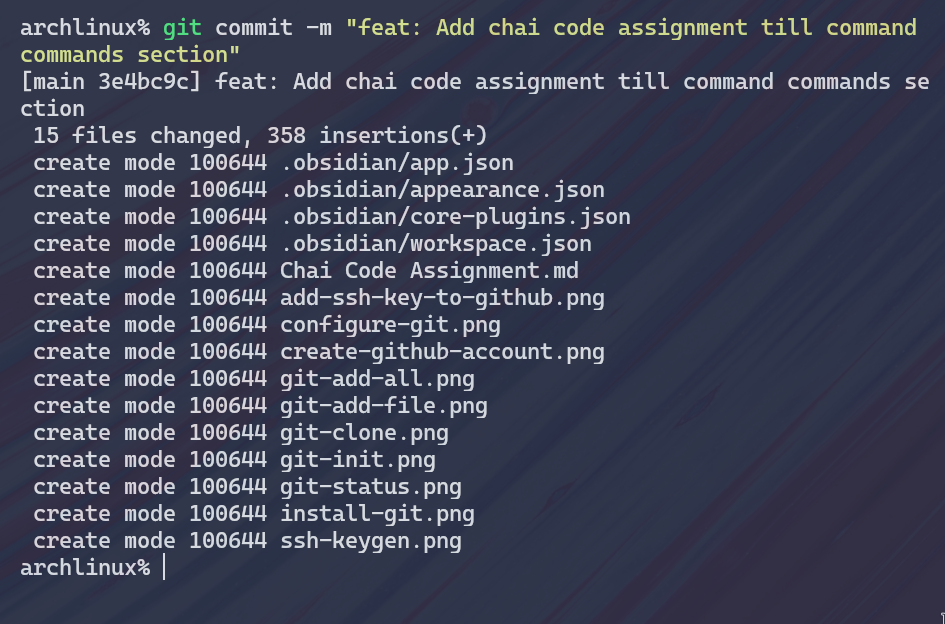 archlinux% git commit -m "feat: Add chai code assignment till command
commands section"
[main 3e4bc9c] feat: Add chai code assignment till command commands se
ction
 15 files changed, 358 insertions(+)
 create mode 100644 .obsidian/app.json
 create mode 100644 .obsidian/appearance.json
 create mode 100644 .obsidian/core-plugins.json
 create mode 100644 .obsidian/workspace.json
 create mode 100644 Chai Code Assignment.md
 create mode 100644 add-ssh-key-to-github.png
 create mode 100644 configure-git.png
 create mode 100644 create-github-account.png
 create mode 100644 git-add-all.png
 create mode 100644 git-add-file.png
 create mode 100644 git-clone.png
 create mode 100644 git-init.png
 create mode 100644 git-status.png
 create mode 100644 install-git.png
 create mode 100644 ssh-keygen.png
archlinux%